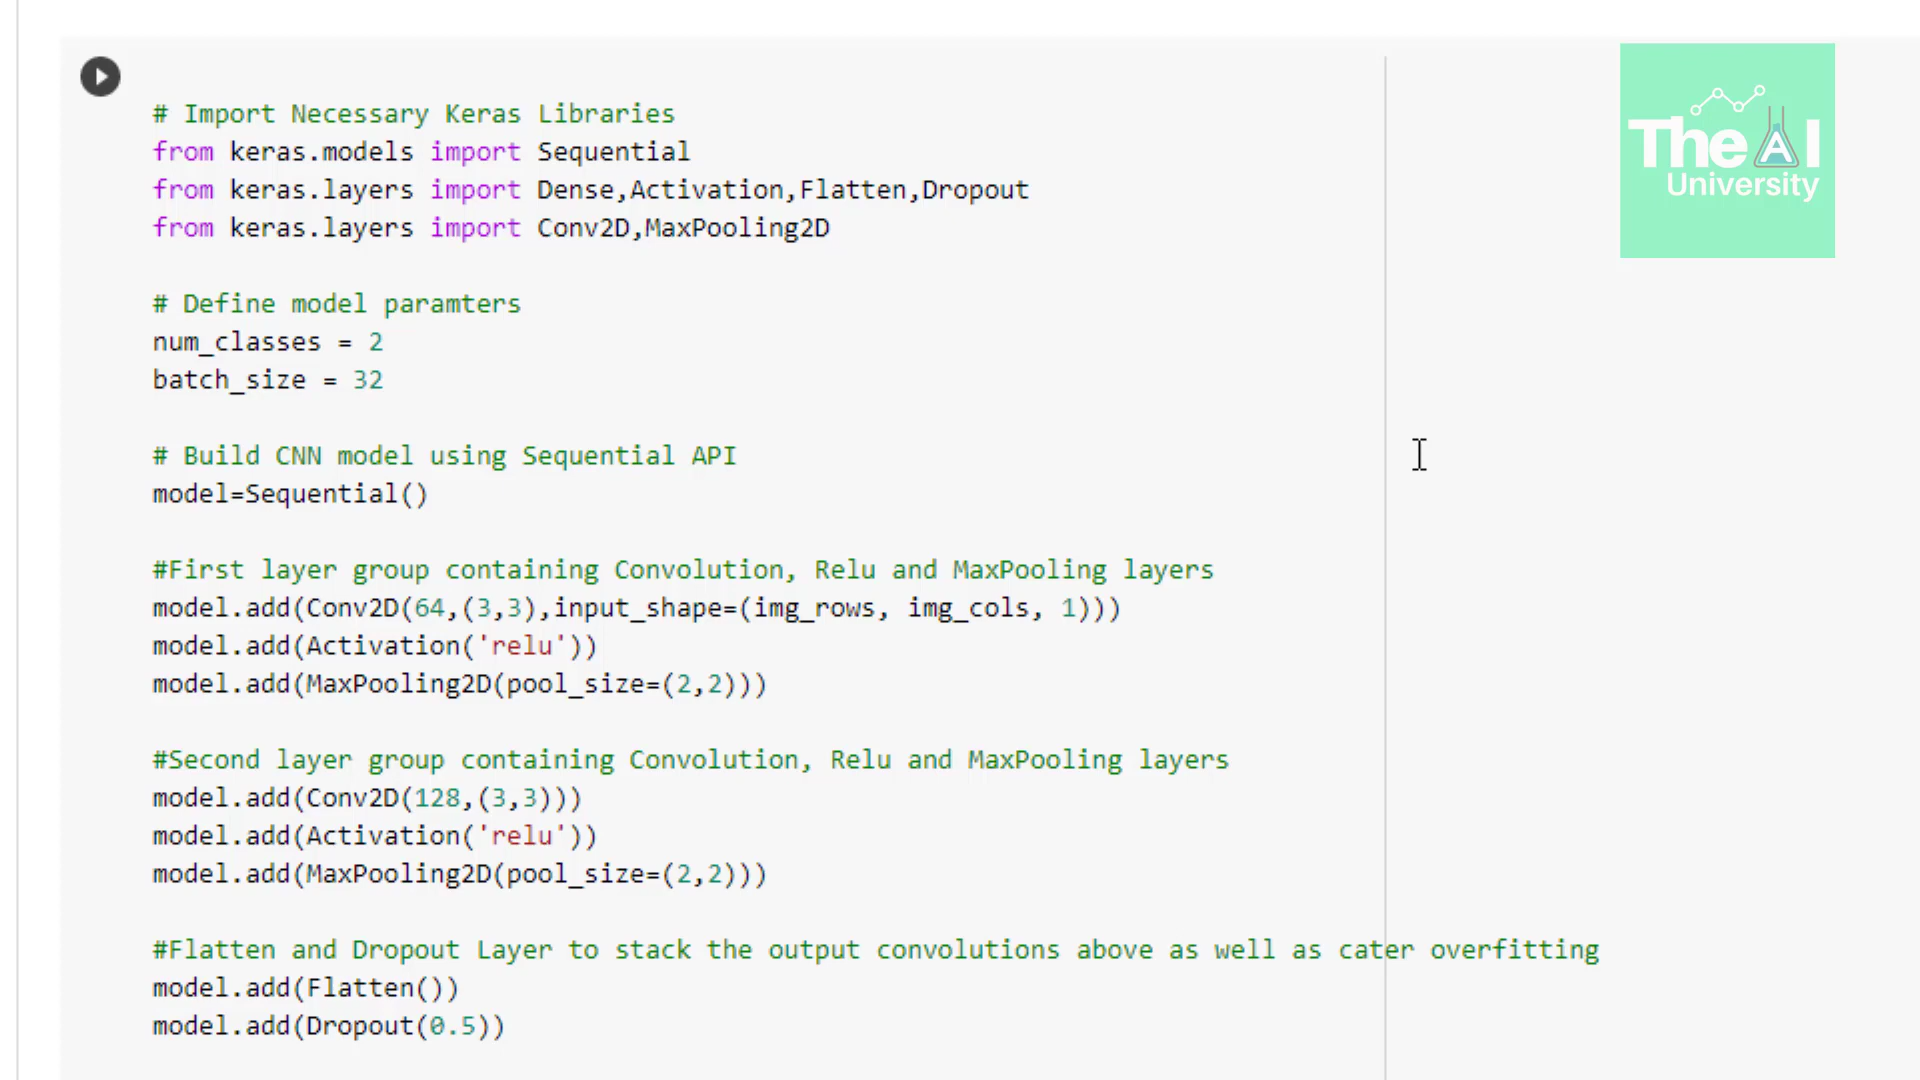 # Import Necessary Keras Libraries
from keras.models import Sequential
from keras.layers import Dense,Activation,Flatten,Dropout
from keras.layers import Conv2D,MaxPooling2D
# Define model paramters
num_classes = 2
batch_size = 32
# Build CNN model using Sequential API
model=Sequential()
#First layer group containing Convolution, Relu and MaxPooling layers
model.add(Conv2D(64,(3,3),input_shape=(img_rows, img_cols, 1)))
model.add(Activation('relu'))
model.add(MaxPooling2D(pool_size=(2,2)))
#Second layer group containing Convolution, Relu and MaxPooling layers
model.add(Conv2D(128,(3,3)))
model.add(Activation('relu'))
model.add(MaxPooling2D(pool_size=(2,2)))
#Flatten and Dropout Layer to stack the output convolutions above as well as cater overfitting
model.add(Flatten())
model.add(Dropout(0.5))
The AI
University